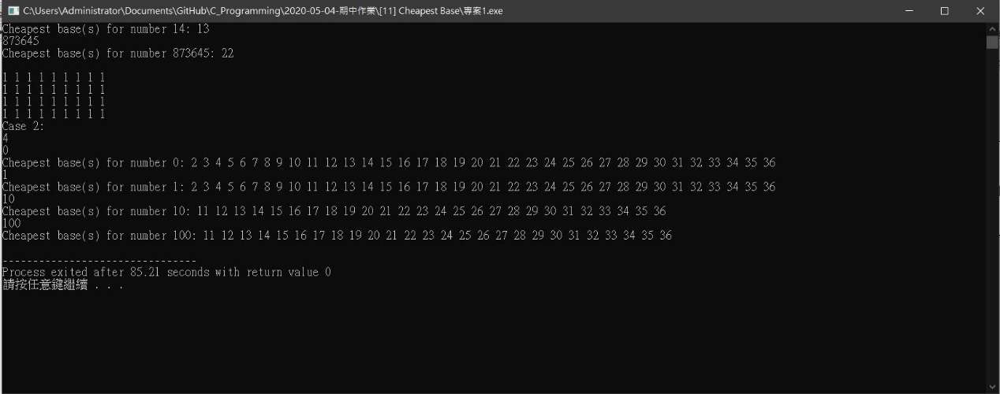 C:\Users\Administrator\Documents\GitHub\C_Programming\2020-05-04-期中作業\[11] Cheapest Base\專案1.exe
Cheapest base(s) for number 14: 13
873645
Cheapest base(s) for number 873645: 22
1 1 1 1 1 1 1 1 1
1 1 1 1 1 1 1 1 1
1 1 1 1 1 1 1 1 1
1 1 1 1 1 1 1 1 1
Case 2:
4
0
Cheapest base(s) for number 0: 2 3 4 5 6 7 8 9 10 11 12 13 14 15 16 17 18 19 20 21 22 23 24 25 26 27 28 29 30 31 32 33 34 35 36
1
Cheapest base(s) for number 1: 2 3 4 5 6 7 8 9 10 11 12 13 14 15 16 17 18 19 20 21 22 23 24 25 26 27 28 29 30 31 32 33 34 35 36
10
Cheapest base(s) for number 10: 11 12 13 14 15 16 17 18 19 20 21 22 23 24 25 26 27 28 29 30 31 32 33 34 35 36
100
Cheapest base(s) for number 100: 11 12 13 14 15 16 17 18 19 20 21 22 23 24 25 26 27 28 29 30 31 32 33 34 35 36
--------------------------------
Process exited after 85.21 seconds with return value 0
請按任意鍵繼續 . . .